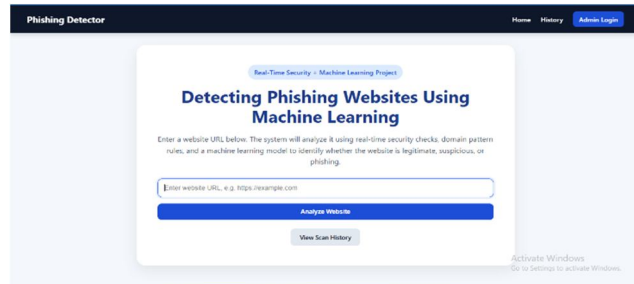 Phishing Detector
Home History Admin Login
Real-Time Security + Machine Learning Project
Detecting Phishing Websites Using
Machine Learning
Enter a website URL below. The system will analyze it using real-time security checks, domain pattern
rules, and a machine learning model to identify whether the website is legitimate, suspicious, or
phishing.
Enter website URL, e.g. https://example.com
Analyze Website
View Scan History
Activate Windows
Go to Settings to activate Windows.